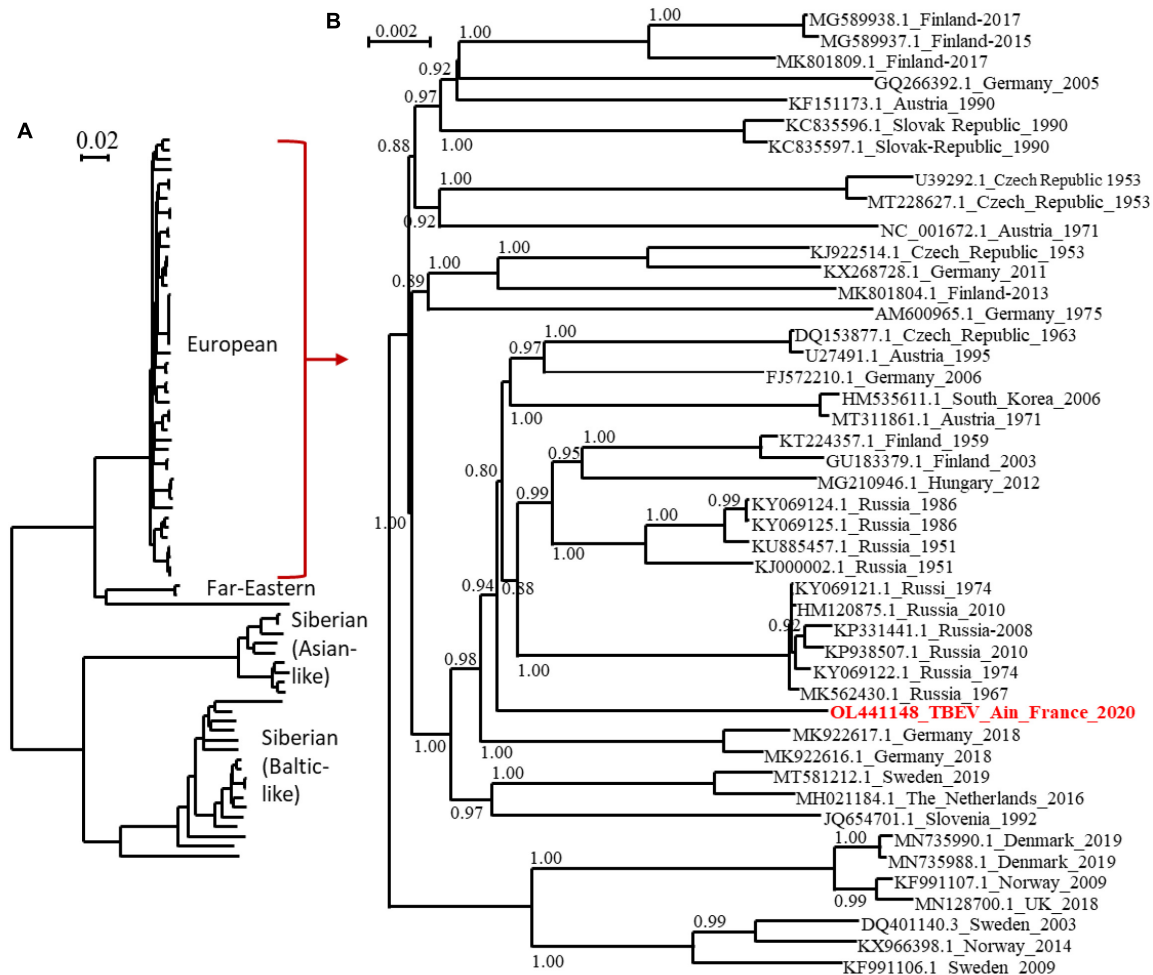 A
0.02
European
Far-Eastern
Siberian
(Asian-
like)
Siberian
(Baltic-
like)
B
0.002
1.00
MG589938.1_Finland-2017
1.00
MG589937.1_Finland-2015
MK801809.1_Finland-2017
0.92
GQ266392.1_Germany_2005
0.97
KF151173.1_Austria_1990
KC835596.1_Slovak Republic_1990
1.00
KC835597.1_Slovak-Republic_1990
0.88
1.00
U39292.1_Czech Republic 1953
MT228627.1_Czech_Republic_1953
0.92
NC_001672.1_Austria_1971
1.00
KJ922514.1_Czech_Republic_1953
1.00
KX268728.1_Germany_2011
0.89
MK801804.1_Finland-2013
AM600965.1_Germany_1975
1.00
DQ153877.1_Czech_Republic_1963
0.97
U27491.1_Austria_1995
FJ572210.1_Germany_2006
HM535611.1_South_Korea_2006
1.00
MT311861.1_Austria_1971
1.00
KT224357.1_Finland_1959
0.95
GU183379.1_Finland_2003
0.80
MG210946.1_Hungary_2012
0.99
0.99
KY069124.1_Russia_1986
1.00
1.00
KY069125.1_Russia_1986
KU885457.1_Russia_1951
1.00
KJ000002.1_Russia_1951
0.94
0.88
KY069121.1_Russi_1974
HM120875.1_Russia_2010
0.92
KP331441.1_Russia-2008
KP938507.1_Russia_2010
0.98
1.00
KY069122.1_Russia_1974
MK562430.1_Russia_1967
OL441148_TBEV_Ain_France_2020
MK922617.1_Germany_2018
1.00
1.00
MK922616.1_Germany_2018
1.00
MT581212.1_Sweden_2019
MH021184.1_The_Netherlands_2016
0.97
JQ654701.1_Slovenia_1992
1.00
MN735990.1_Denmark_2019
1.00
MN735988.1_Denmark_2019
KF991107.1_Norway_2009
0.99
MN128700.1_UK_2018
0.99
DQ401140.3_Sweden_2003
KX966398.1_Norway_2014
1.00
KF991106.1_Sweden_2009